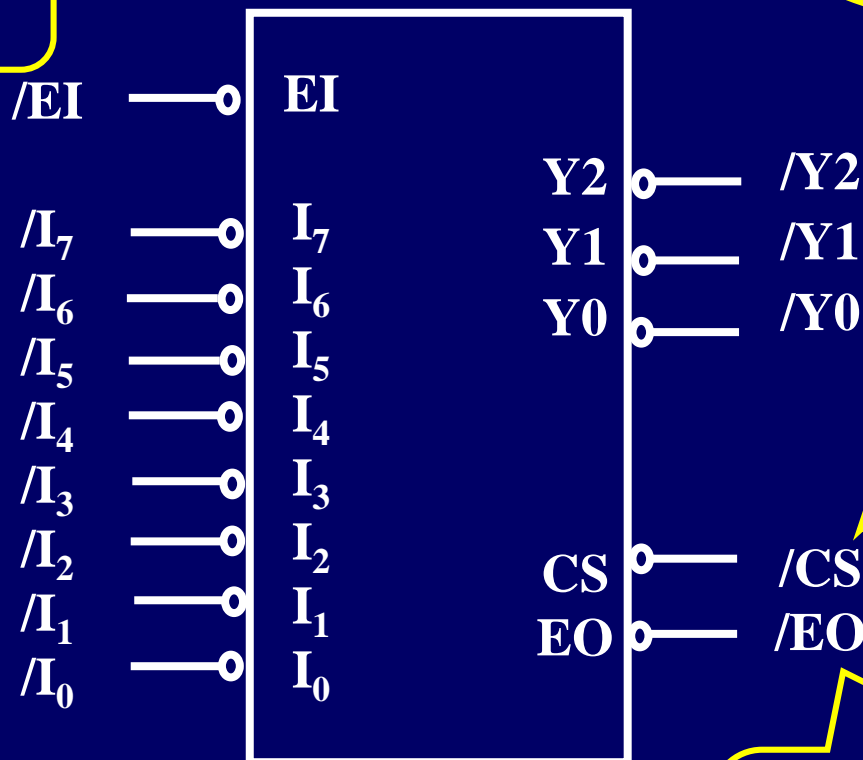 /EI EI
Y2 /Y2
/I₇ I₇
Y1 /Y1
/I₆ I₆
Y0 /Y0
/I₅ I₅
/I₄ I₄
/I₃ I₃
/I₂ I₂
CS /CS
/I₁ I₁
EO /EO
/I₀ I₀